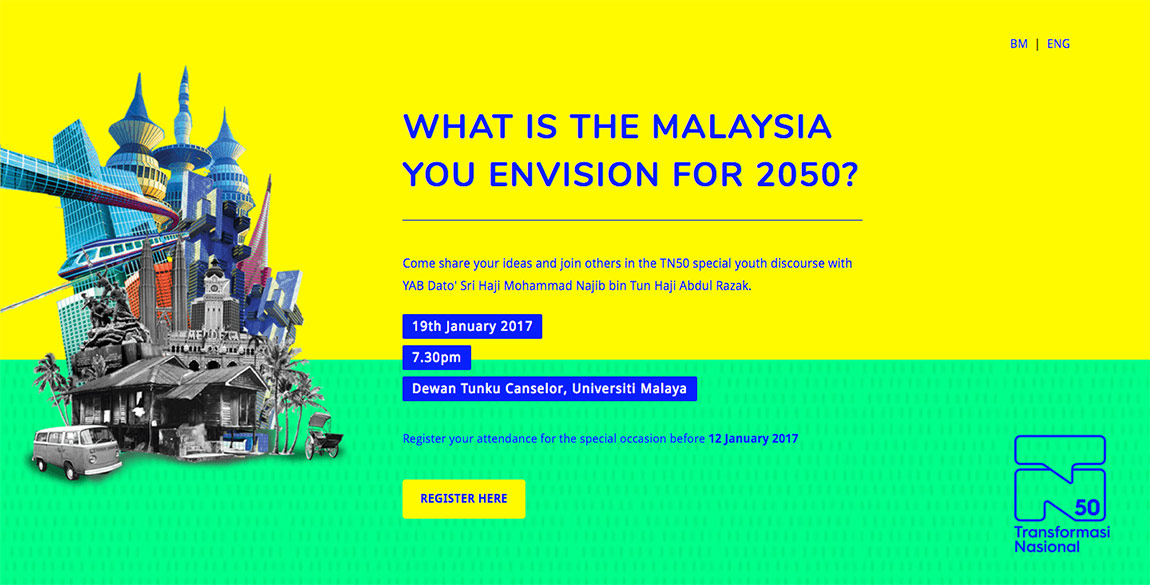 BM | ENG
WHAT IS THE MALAYSIA
YOU ENVISION FOR 2050?
Come share your ideas and join others in the TN50 special youth discourse with
YAB Dato' Sri Haji Mohammad Najib bin Tun Haji Abdul Razak.
19th January 2017
7.30pm
Dewan Tunku Canselor, Universiti Malaya
MERDEKA
Register your attendance for the special occasion before 12 January 2017
REGISTER HERE
TN
50
Transformasi
Nasional